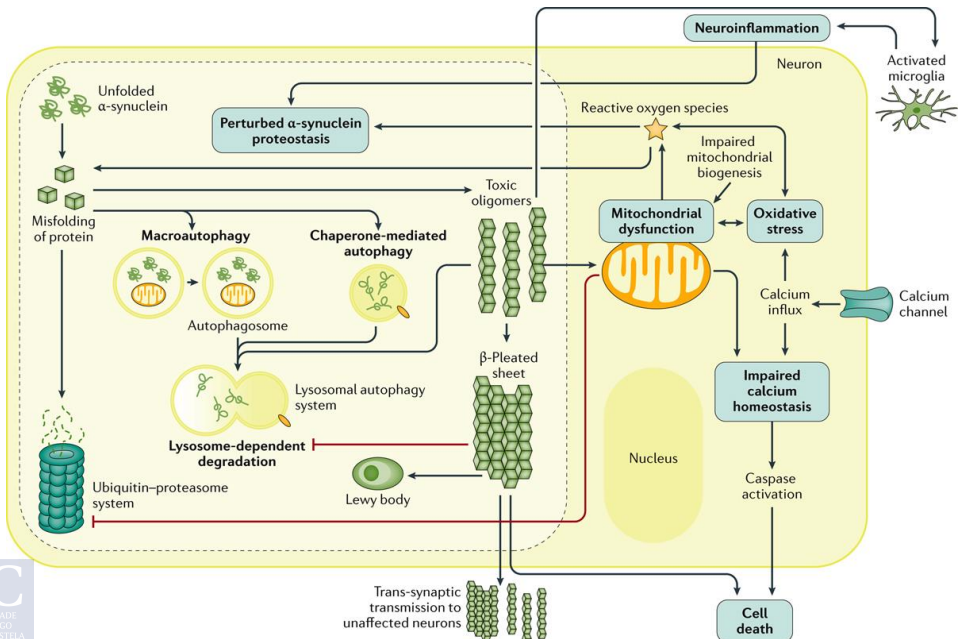 Neuroinflammation
Neuron
Activated
microglia
Unfolded
α-synuclein
Perturbed α-synuclein
proteostasis
Reactive oxygen species
Impaired
mitochondrial
biogenesis
Misfolding
of protein
Toxic
oligomers
Mitochondrial
dysfunction
Oxidative
stress
Macroautophagy
Chaperone-mediated
autophagy
Autophagosome
Calcium
influx
Calcium
channel
β-Pleated
sheet
Lysosomal autophagy
system
Impaired
calcium
homeostasis
Lysosome-dependent
degradation
Nucleus
Lewy body
Ubiquitin–proteasome
system
Caspase
activation
Trans-synaptic
transmission to
unaffected neurons
Cell
death
C
ADE
GO
STELA